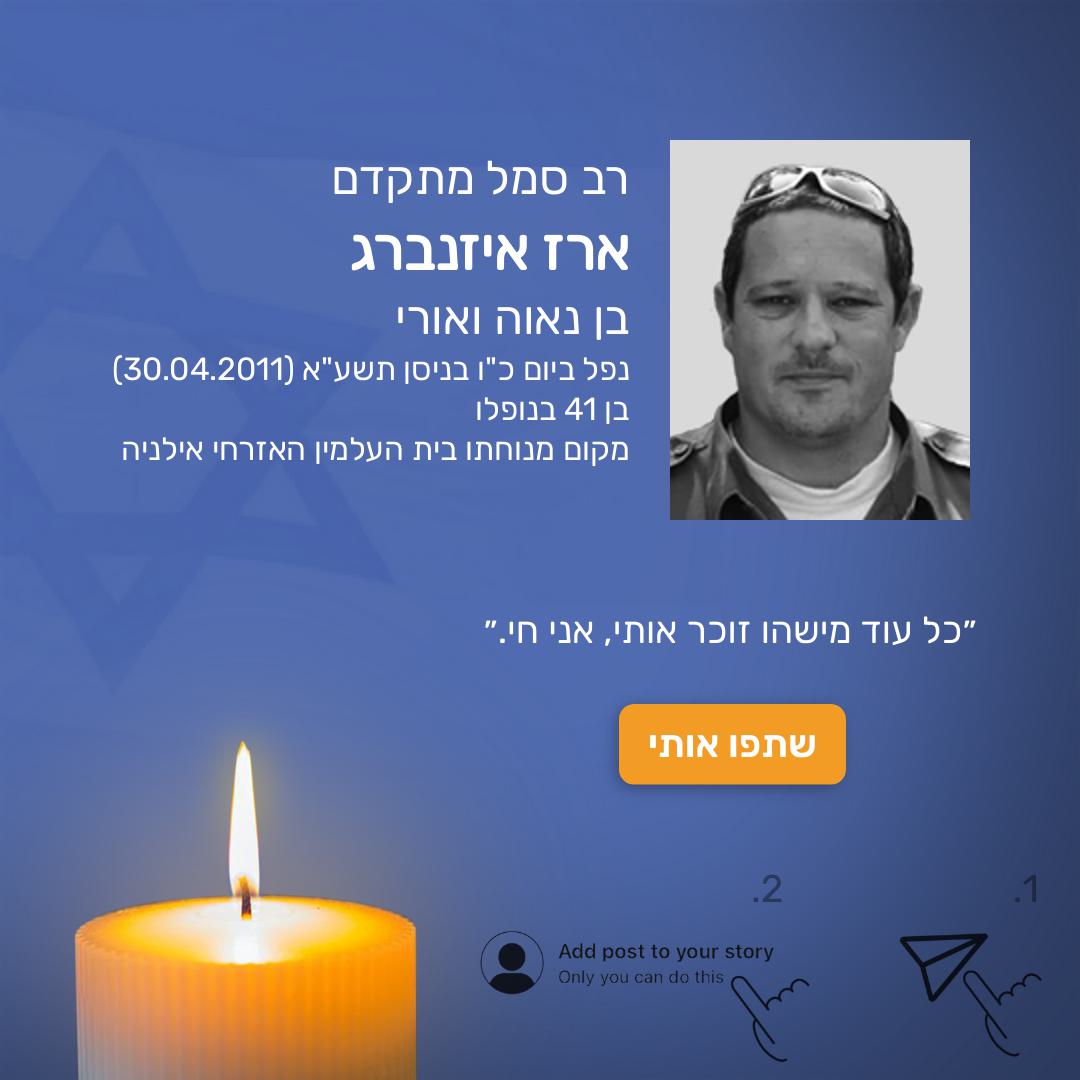 רב סמל מתקדם
ארז איזנברג
בן נאוה ואורי
נפל ביום כ"ו בניסן תשע"א (30.04.2011)
בן 41 בנופלו
מקום מנוחתו בית העלמין האזרחי אילניה
״כל עוד מישהו זוכר אותי, אני חי.״
שתפו אותי
1.
2.
Add post to your story
Only you can do this